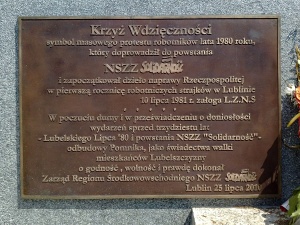 Krzyż Wdzięczności
symbol masowego protestu robotników lata 1980 roku,
który doprowadził do powstania
NSZZ Solidarność
i zapoczątkował dzieło naprawy Rzeczpospolitej
w pierwszą rocznicę robotniczych strajków w Lublinie
10 lipca 1981 r. załoga L.Z.N.S
W poczuciu dumy i w przeświadczeniu o doniosłości
wydarzeń sprzed trzydziestu lat
- Lubelskiego Lipca '80 i powstania NSZZ "Solidarność"-
odbudowy Pomnika, jako świadectwa walki
mieszkańców Lubelszczyzny
o godność, wolność i prawdę dokonał
Zarząd Regionu Środkowowschodniego NSZZ Solidarność
Lublin 25 lipca